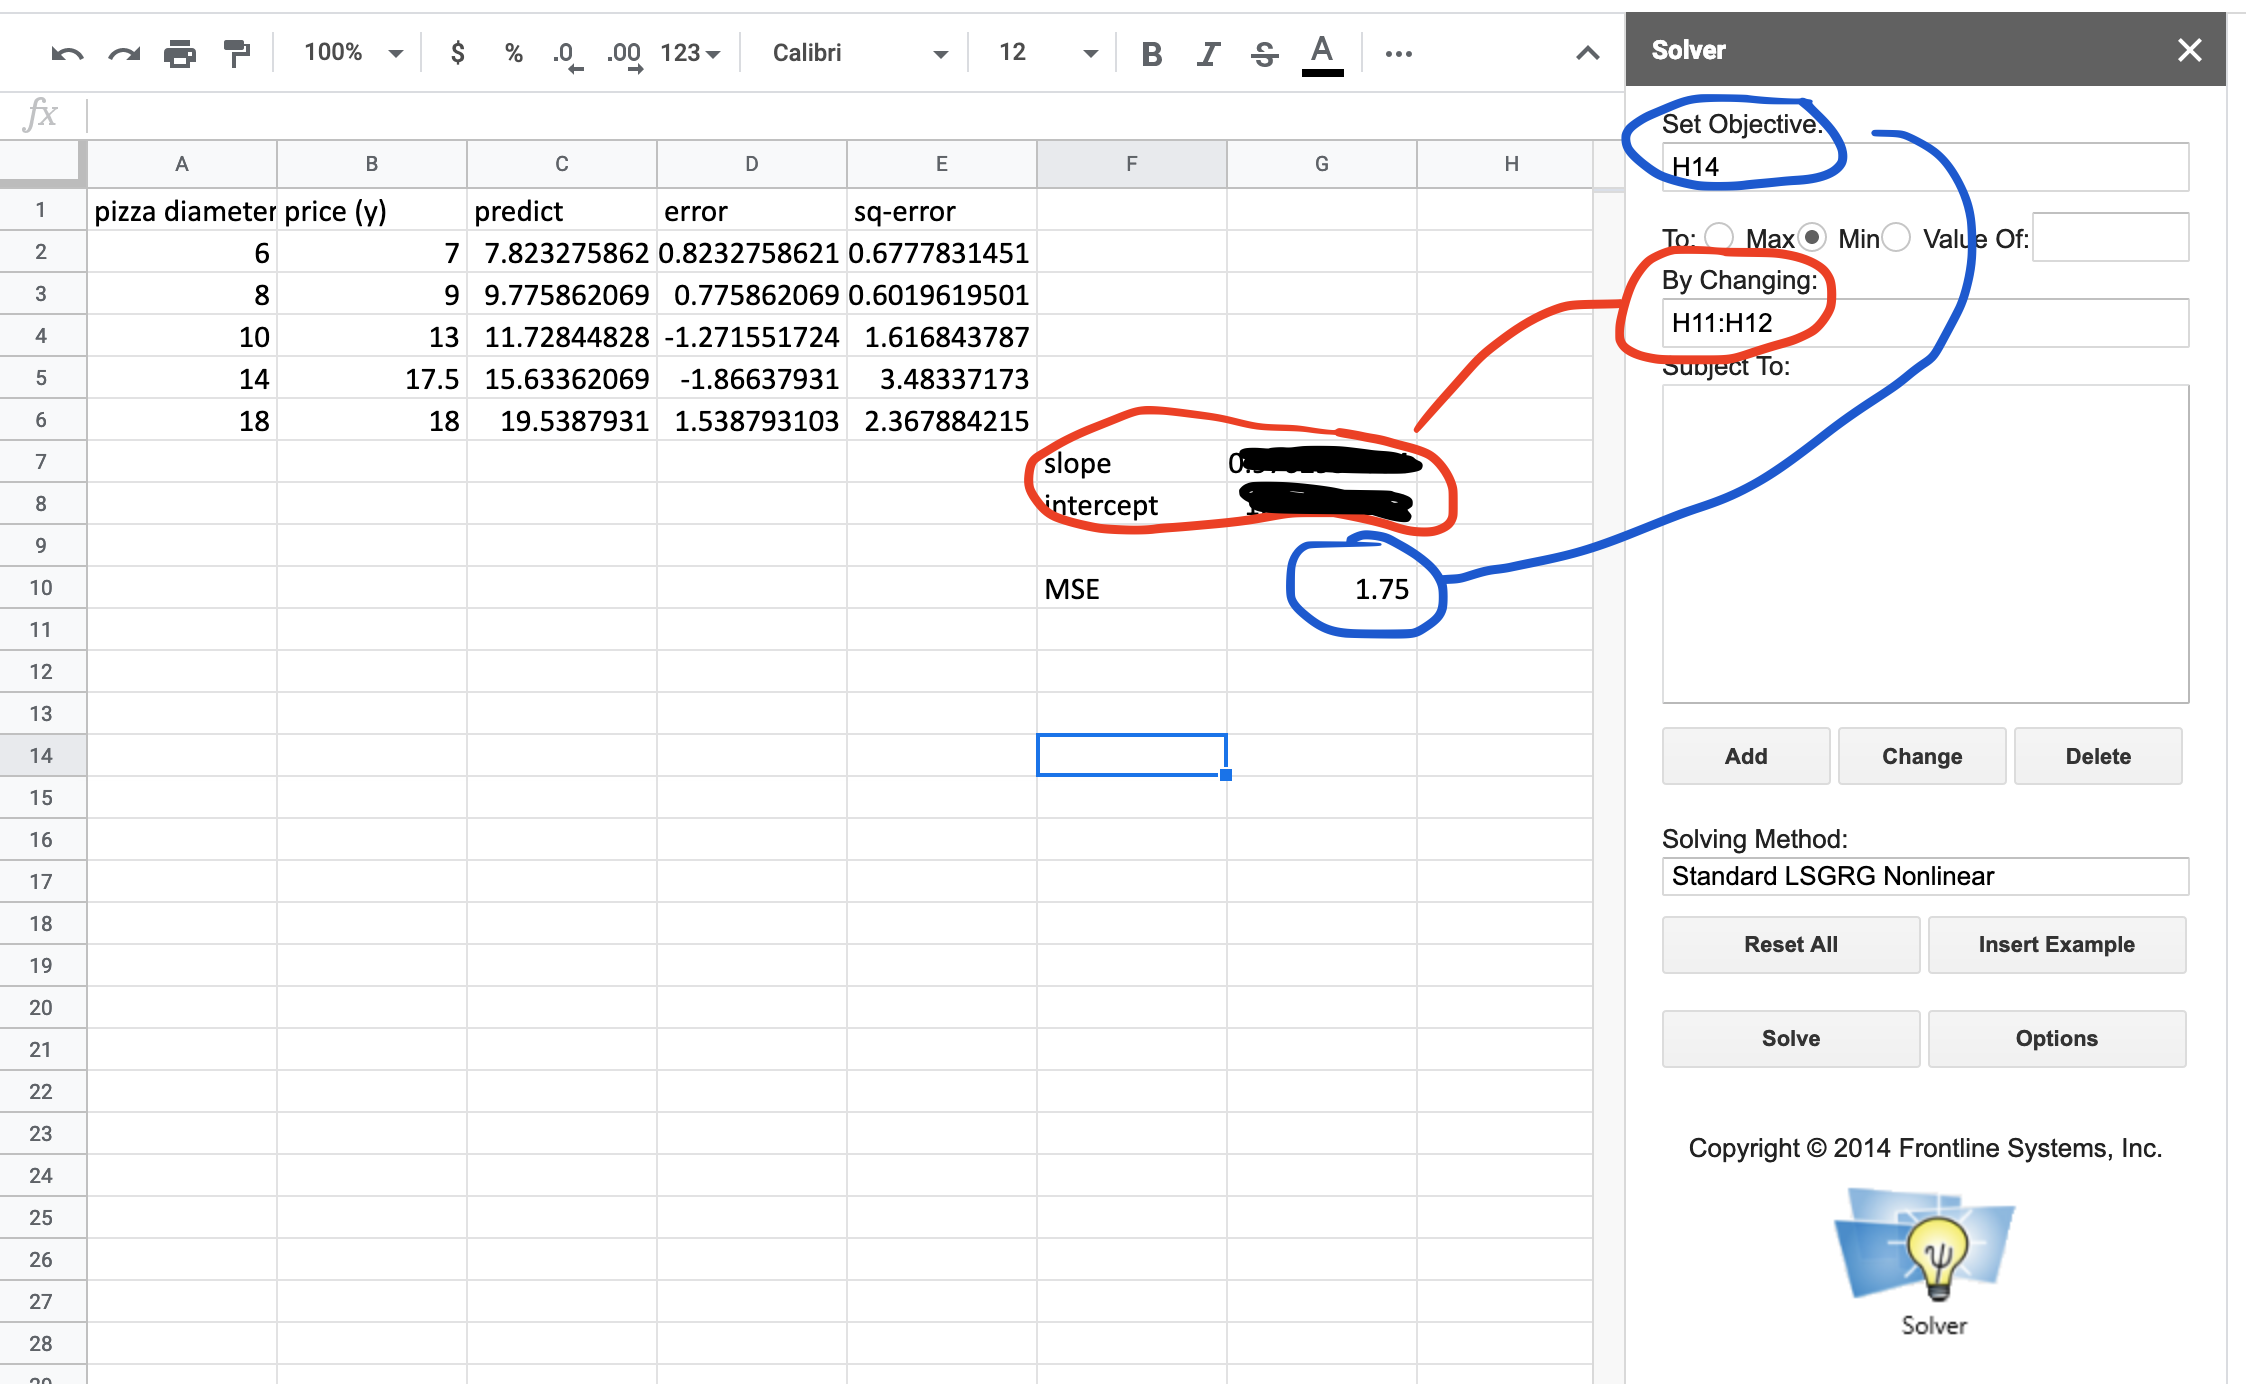 100% $ % .0 .00 123 Calibri 12 B I S A
Solver
fx
A B C D E F G H
1 pizza diameter price (y) predict error sq-error
2 6 7 7.823275862 0.8232758621 0.6777831451
3 8 9 9.775862069 0.775862069 0.6019619501
4 10 13 11.72844828 -1.271551724 1.616843787
5 14 17.5 15.63362069 -1.86637931 3.48337173
6 18 18 19.5387931 1.538793103 2.367884215
7 slope
8 intercept
9
10 MSE 1.75
11
12
13
14
15
16
17
18
19
20
21
22
23
24
25
26
27
28
Set Objective:
H14
To: Max Min Value Of:
By Changing:
H11:H12
Subject To:
Add Change Delete
Solving Method:
Standard LSGRG Nonlinear
Reset All Insert Example
Solve Options
Copyright © 2014 Frontline Systems, Inc.
Solver